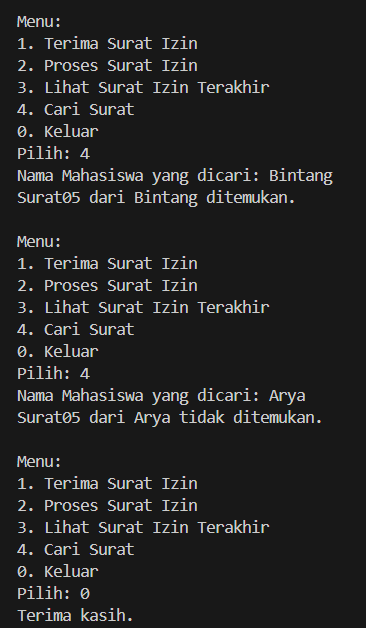 Menu:
1. Terima Surat Izin
2. Proses Surat Izin
3. Lihat Surat Izin Terakhir
4. Cari Surat
0. Keluar
Pilih: 4
Nama Mahasiswa yang dicari: Bintang
Surat05 dari Bintang ditemukan.

Menu:
1. Terima Surat Izin
2. Proses Surat Izin
3. Lihat Surat Izin Terakhir
4. Cari Surat
0. Keluar
Pilih: 4
Nama Mahasiswa yang dicari: Arya
Surat05 dari Arya tidak ditemukan.

Menu:
1. Terima Surat Izin
2. Proses Surat Izin
3. Lihat Surat Izin Terakhir
4. Cari Surat
0. Keluar
Pilih: 0
Terima kasih.